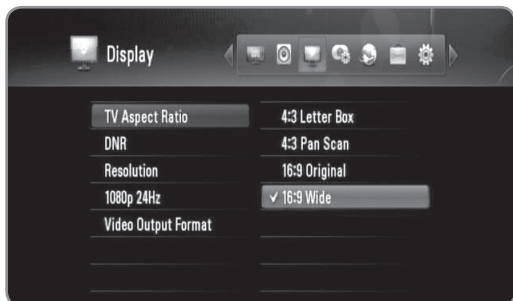 Display
TV Aspect Ratio
DNR
Resolution
1080p 24Hz
Video Output Format
4:3 Letter Box
4:3 Pan Scan
16:9 Original
✓ 16:9 Wide